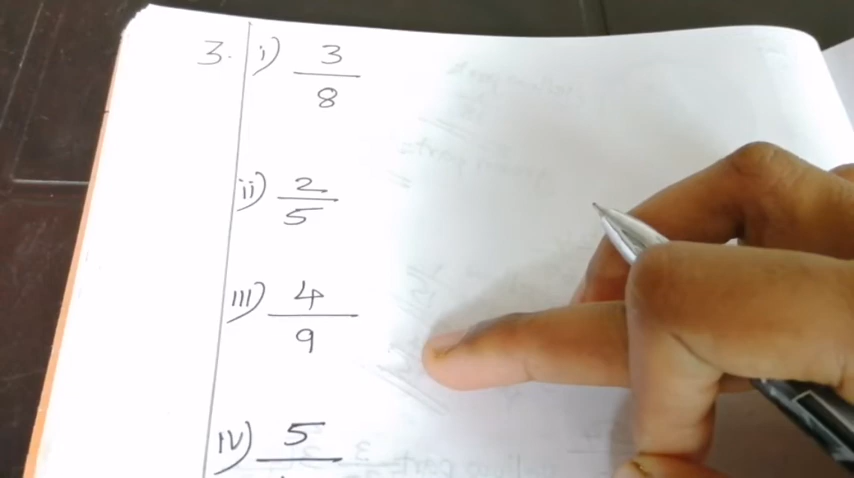 3. i) 3/8
ii) 2/5
iii) 4/9
iv) 5